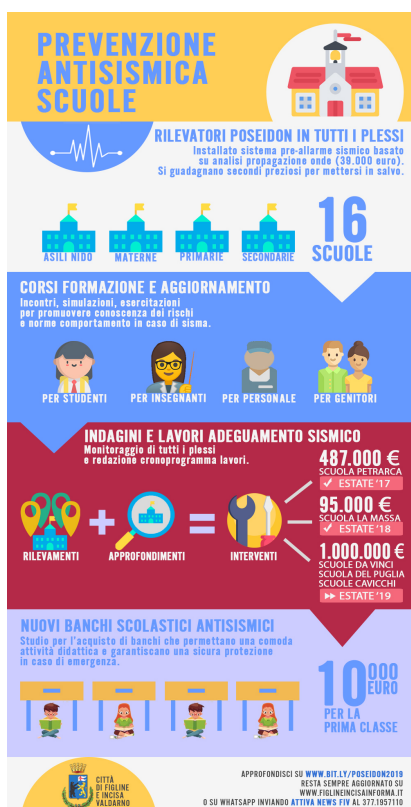 PREVENZIONE
ANTISISMICA
SCUOLE
RILEVATORI POSEIDON IN TUTTI I PLESSI
Installato sistema pre-allarme sismico basato
su analisi propagazione onde (39.000 euro).
Si guadagnano secondi preziosi per mettersi in salvo.
ASILI NIDO
MATERNE
PRIMARIE
SECONDARIE
16
SCUOLE
CORSI FORMAZIONE E AGGIORNAMENTO
Incontri, simulazioni, esercitazioni
per promuovere conoscenza dei rischi
e norme comportamento in caso di sisma.
PER STUDENTI
PER INSEGNANTI
PER PERSONALE
PER GENITORI
INDAGINI E LAVORI ADEGUAMENTO SISMICO
Monitoraggio di tutti i plessi
e redazione cronoprogramma lavori.
RILEVAMENTI
+
APPROFONDIMENTI
=
INTERVENTI
487.000 €
SCUOLA PETRARCA
✓ ESTATE '17
95.000 €
SCUOLA LA MASSA
✓ ESTATE '18
1.000.000 €
SCUOLE DA VINCI
SCUOLA DEL PUGLIA
SCUOLE CAVICCHI
ESTATE '19
NUOVI BANCHI SCOLASTICI ANTISISMICI
Studio per l'acquisto di banchi che permettano una comoda
attività didattica e garantiscano una sicura protezione
in caso di emergenza.
10 000
EURO
PER LA
PRIMA CLASSE
CITTÀ
DI FIGLINE
E INCISA
VALDARNO
APPROFONDISCI SU WWW.BIT.LY/POSEIDON2019
RESTA SEMPRE AGGIORNATO SU
WWW.FIGLINEINCISAINFORMA.IT
O SU WHATSAPP INVIANDO ATTIVA NEWS FIV AL 377.1957110